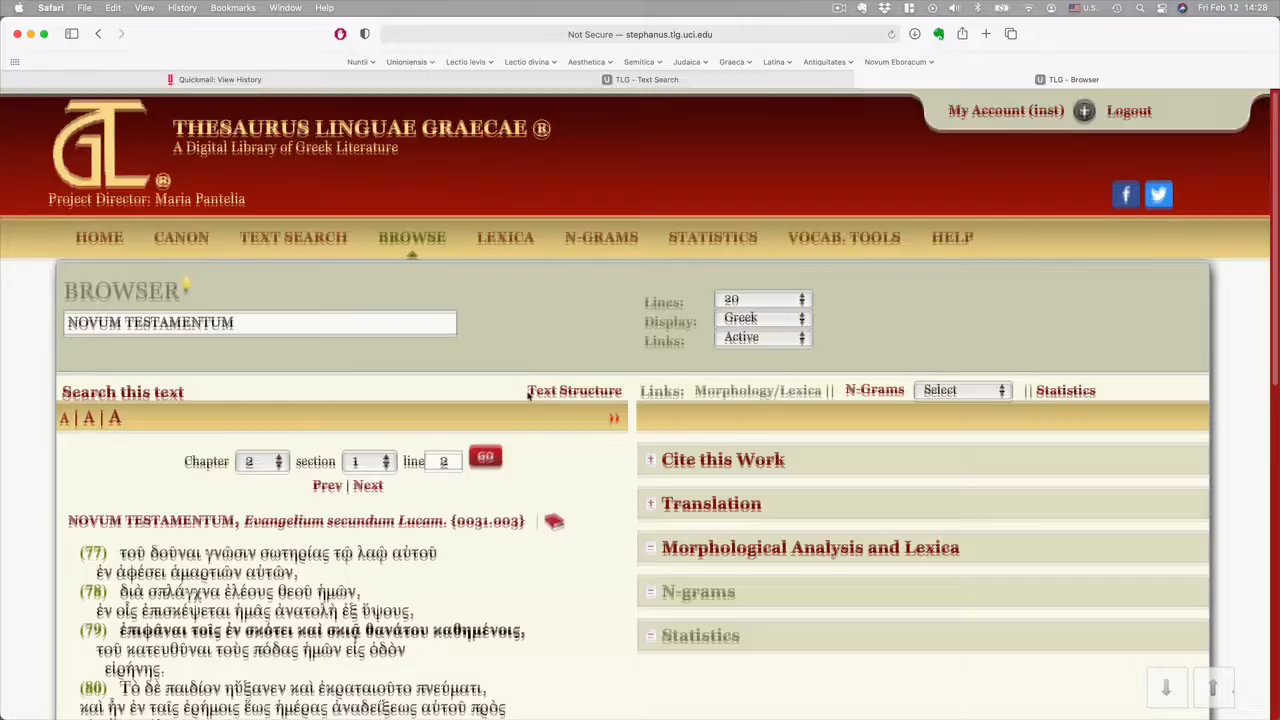 Safari File Edit View History Bookmarks Window Help U.S. Fri Feb 12 14:28
Not Secure — stephanus.tlg.uci.edu
Nuntii Unioniensis Lectio levis Lectio divina Aesthetica Semitica Judaica Graeca Latina Antiquitates Novum Eboracum
Quickmail: View History TLG - Text Search TLG - Browser
My Account (inst) Logout
THESAURUS LINGUAE GRAECAE ®
A Digital Library of Greek Literature
Project Director: Maria Pantelia
HOME CANON TEXT SEARCH BROWSE LEXICA N-GRAMS STATISTICS VOCAB. TOOLS HELP
BROWSER
NOVUM TESTAMENTUM
Lines: 20
Display: Greek
Links: Active
Search this text Text Structure
Links: Morphology/Lexica || N-Grams Select || Statistics
A | A | A »
Chapter 2 section 1 line 2 GO
Prev | Next
NOVUM TESTAMENTUM, Evangelium secundum Lucam. {0031.003}
(77) τοῦ δοῦναι γνῶσιν σωτηρίας τῷ λαῷ αὐτοῦ
ἐν ἀφέσει ἁμαρτιῶν αὐτῶν,
(78) διὰ σπλάγχνα ἐλέους θεοῦ ἡμῶν,
ἐν οἷς ἐπισκέψεται ἡμᾶς ἀνατολὴ ἐξ ὕψους,
(79) ἐπιφᾶναι τοῖς ἐν σκότει καὶ σκιᾷ θανάτου καθημένοις,
τοῦ κατευθῦναι τοὺς πόδας ἡμῶν εἰς ὁδὸν
εἰρήνης.
(80) Τὸ δὲ παιδίον ηὔξανεν καὶ ἐκραταιοῦτο πνεύματι,
καὶ ἦν ἐν ταῖς ἐρήμοις ἕως ἡμέρας ἀναδείξεως αὐτοῦ πρὸς
Cite this Work
Translation
Morphological Analysis and Lexica
N-grams
Statistics